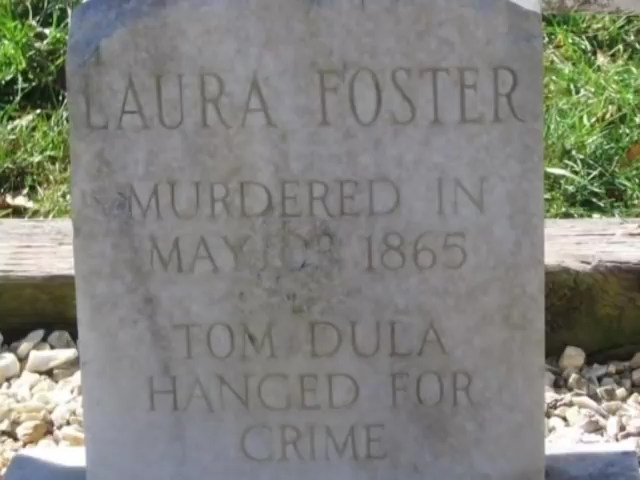 LAURA FOSTER
MURDERED IN
MAY 1865
TOM DULA
HANGED FOR
CRIME